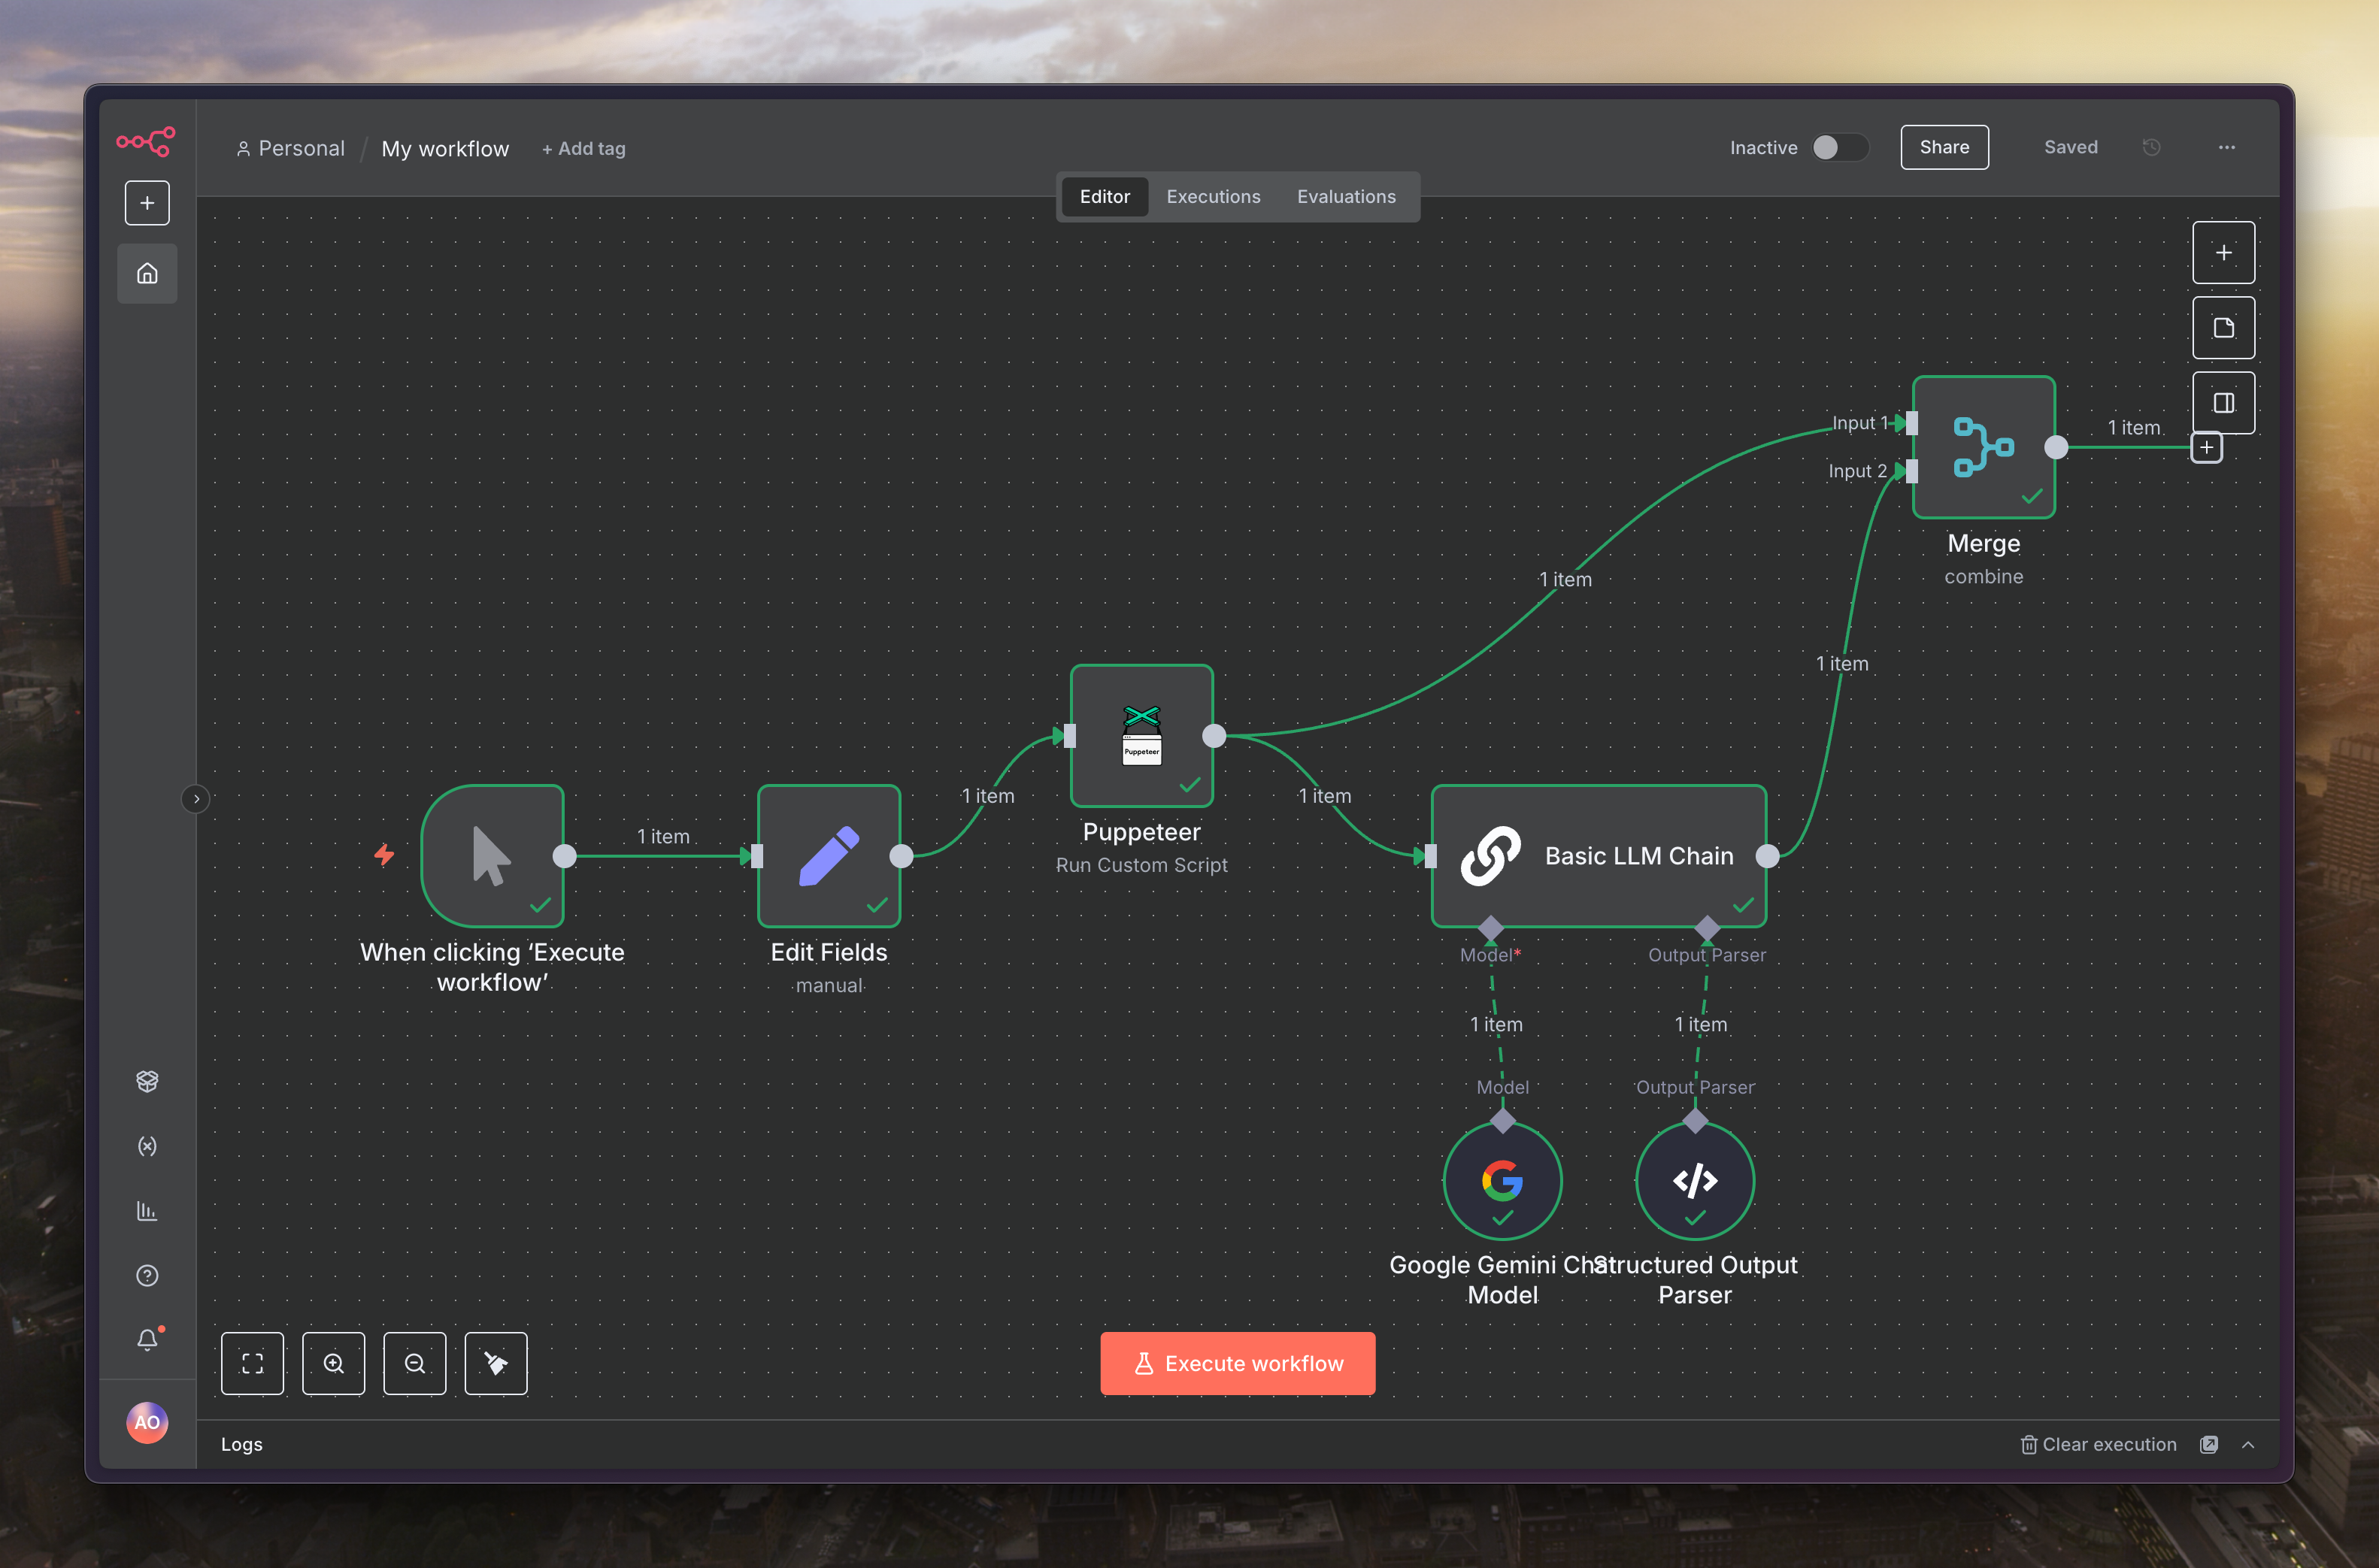 Personal / My workflow + Add tag
Inactive
Share
Saved
Editor Executions Evaluations
Input 1
Input 2
1 item
Merge
combine
1 item
1 item
Puppeteer
Puppeteer
Run Custom Script
1 item
1 item
1 item
When clicking ‘Execute
workflow’
Edit Fields
manual
Basic LLM Chain
Model*
Output Parser
1 item
1 item
Model
Output Parser
Google Gemini Chat
Model
Structured Output
Parser
Execute workflow
AO
Logs
Clear execution